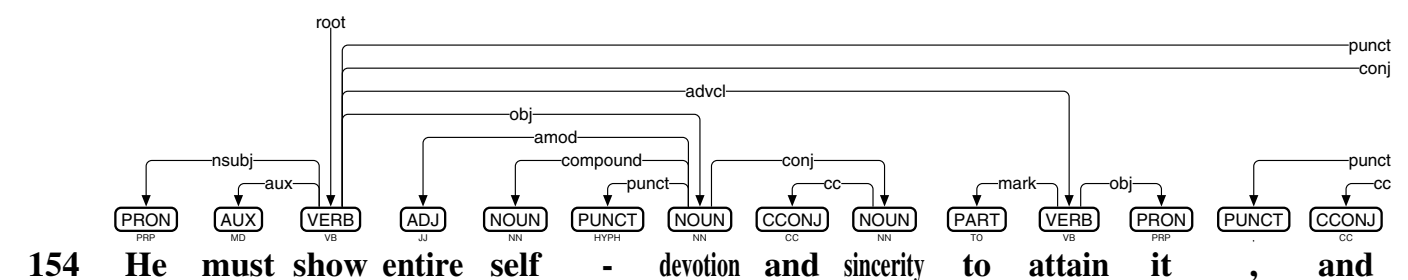 root
punct
conj
advcl
obj
amod
nsubj compound conj punct
aux punct cc mark obj cc
PRON AUX VERB ADJ NOUN PUNCT NOUN CCONJ NOUN PART VERB PRON PUNCT CCONJ
PRP MD VB JJ NN HYPH NN CC NN TO VB PRP , CC
154 He must show entire self - devotion and sincerity to attain it , and